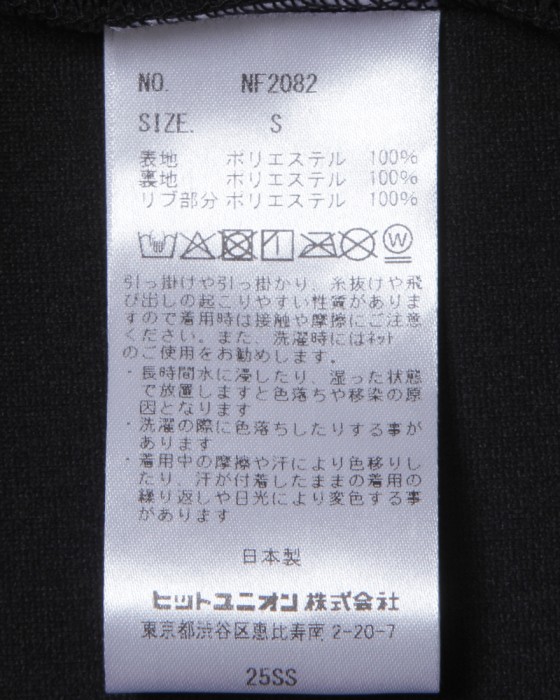 NO. NF2082
SIZE. S
表地 ポリエステル 100%
裏地 ポリエステル 100%
リブ部分 ポリエステル 100%
W
引っ掛けや引っ掛かり、糸抜けや飛
び出しの起こりやすい性質がありま
すので着用時は接触や摩擦にご注意
ください。また、洗濯時にはネット
のご使用をお勧めします。
・長時間水に浸したり、湿った状態
で放置しますと色落ちや移染の原
因となります
・洗濯の際に色落ちしたりする事が
あります
・着用中の摩擦や汗により色移りし
たり、汗が付着したままの着用の
繰り返しや日光により変色する事
があります
日本製
ヒットユニオン株式会社
東京都渋谷区恵比寿南 2-20-7
25SS